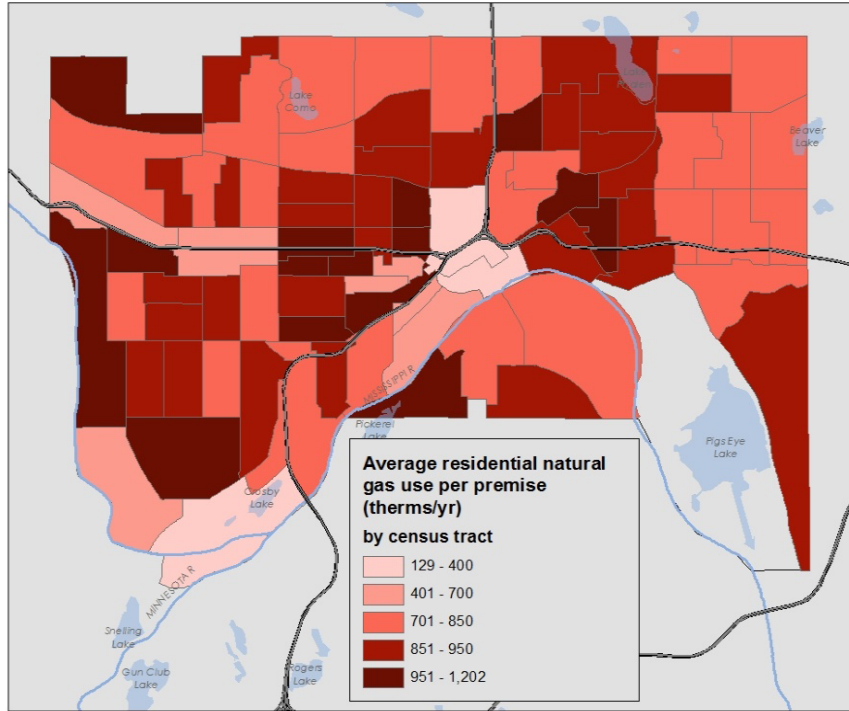 Lake
Como
Beaver
Lake
MISSISSIPPI R
Pickerel
Lake
Pigs Eye
Lake
Crosby
Lake
MINNESOTA R
Snelling
Lake
Gun Club
Lake
Rogers
Lake
Average residential natural
gas use per premise
(therms/yr)
by census tract
129 - 400
401 - 700
701 - 850
851 - 950
951 - 1,202